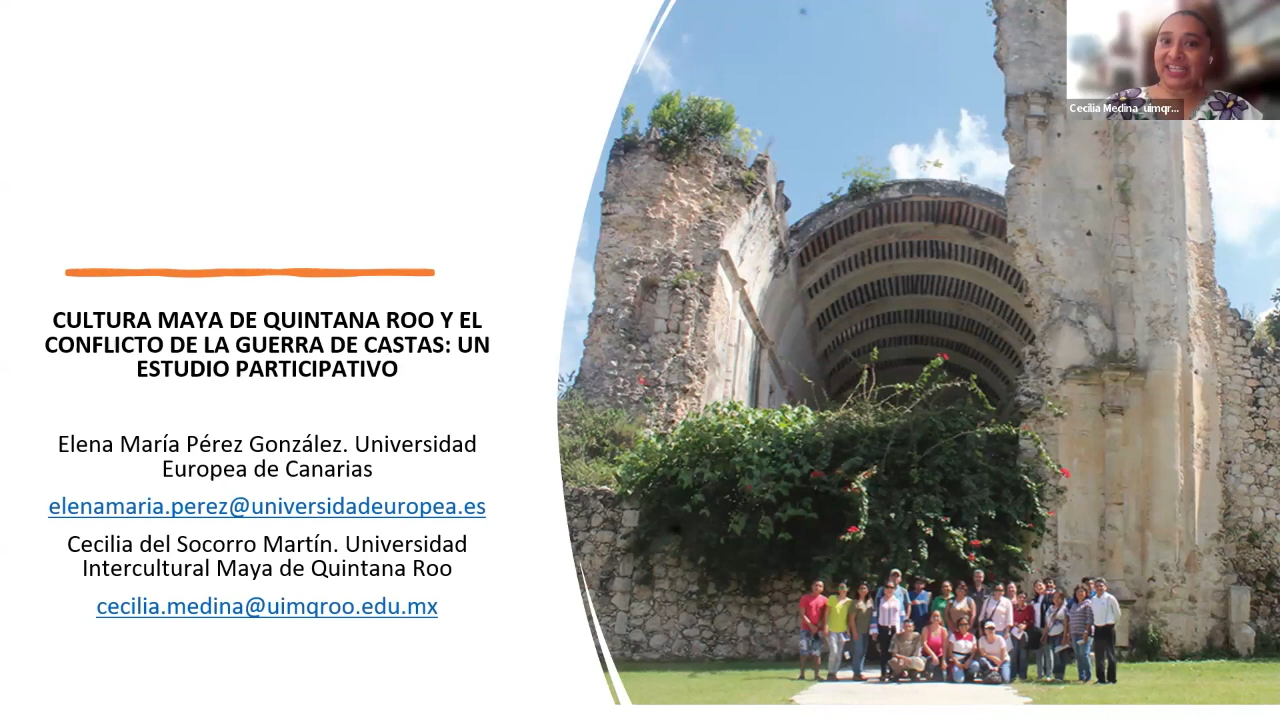 Cecilia Medina_uimqr...
CULTURA MAYA DE QUINTANA ROO Y EL
CONFLICTO DE LA GUERRA DE CASTAS: UN
ESTUDIO PARTICIPATIVO
Elena María Pérez González. Universidad
Europea de Canarias
elenamaria.perez@universidadeuropea.es
Cecilia del Socorro Martín. Universidad
Intercultural Maya de Quintana Roo
cecilia.medina@uimqroo.edu.mx